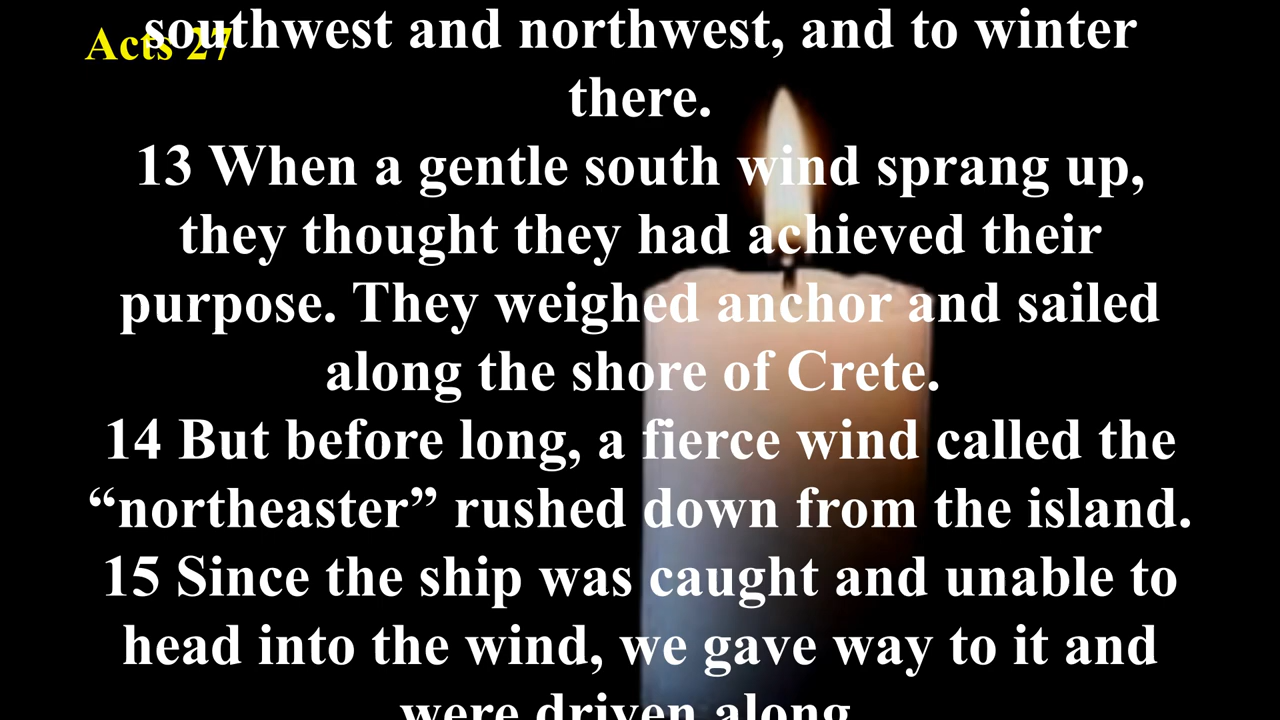 Acts 27
southwest and northwest, and to winter
there.
13 When a gentle south wind sprang up,
they thought they had achieved their
purpose. They weighed anchor and sailed
along the shore of Crete.
14 But before long, a fierce wind called the
“northeaster” rushed down from the island.
15 Since the ship was caught and unable to
head into the wind, we gave way to it and
were driven along.